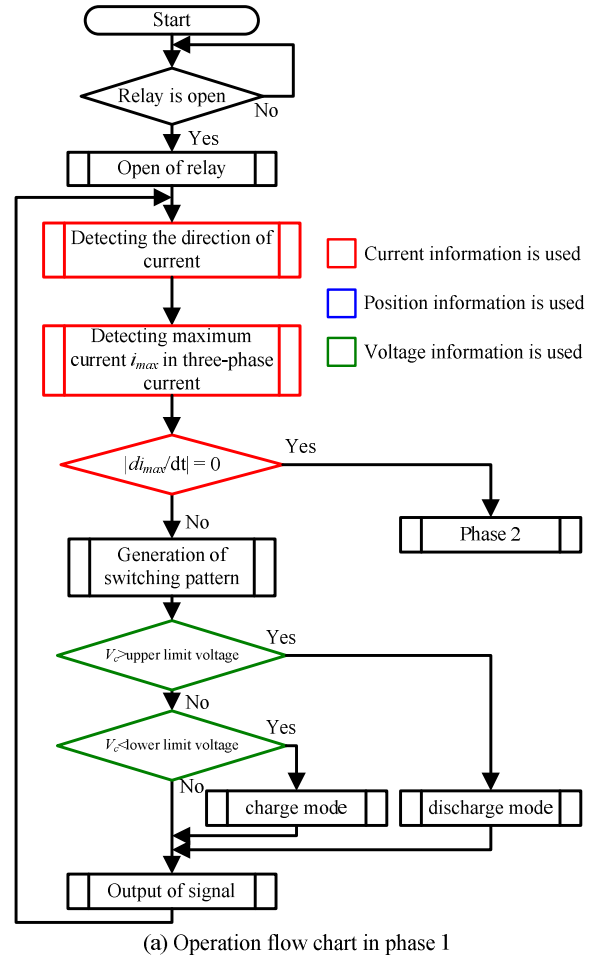 Start
Relay is open
No
Yes
Open of relay
Detecting the direction of
current
Current information is used
Position information is used
Voltage information is used
Detecting maximum
current imax in three-phase
current
|dimax/dt| = 0
Yes
No
Phase 2
Generation of
switching pattern
Vc>upper limit voltage
Yes
No
Vc<lower limit voltage
Yes
No
charge mode
discharge mode
Output of signal
(a) Operation flow chart in phase 1